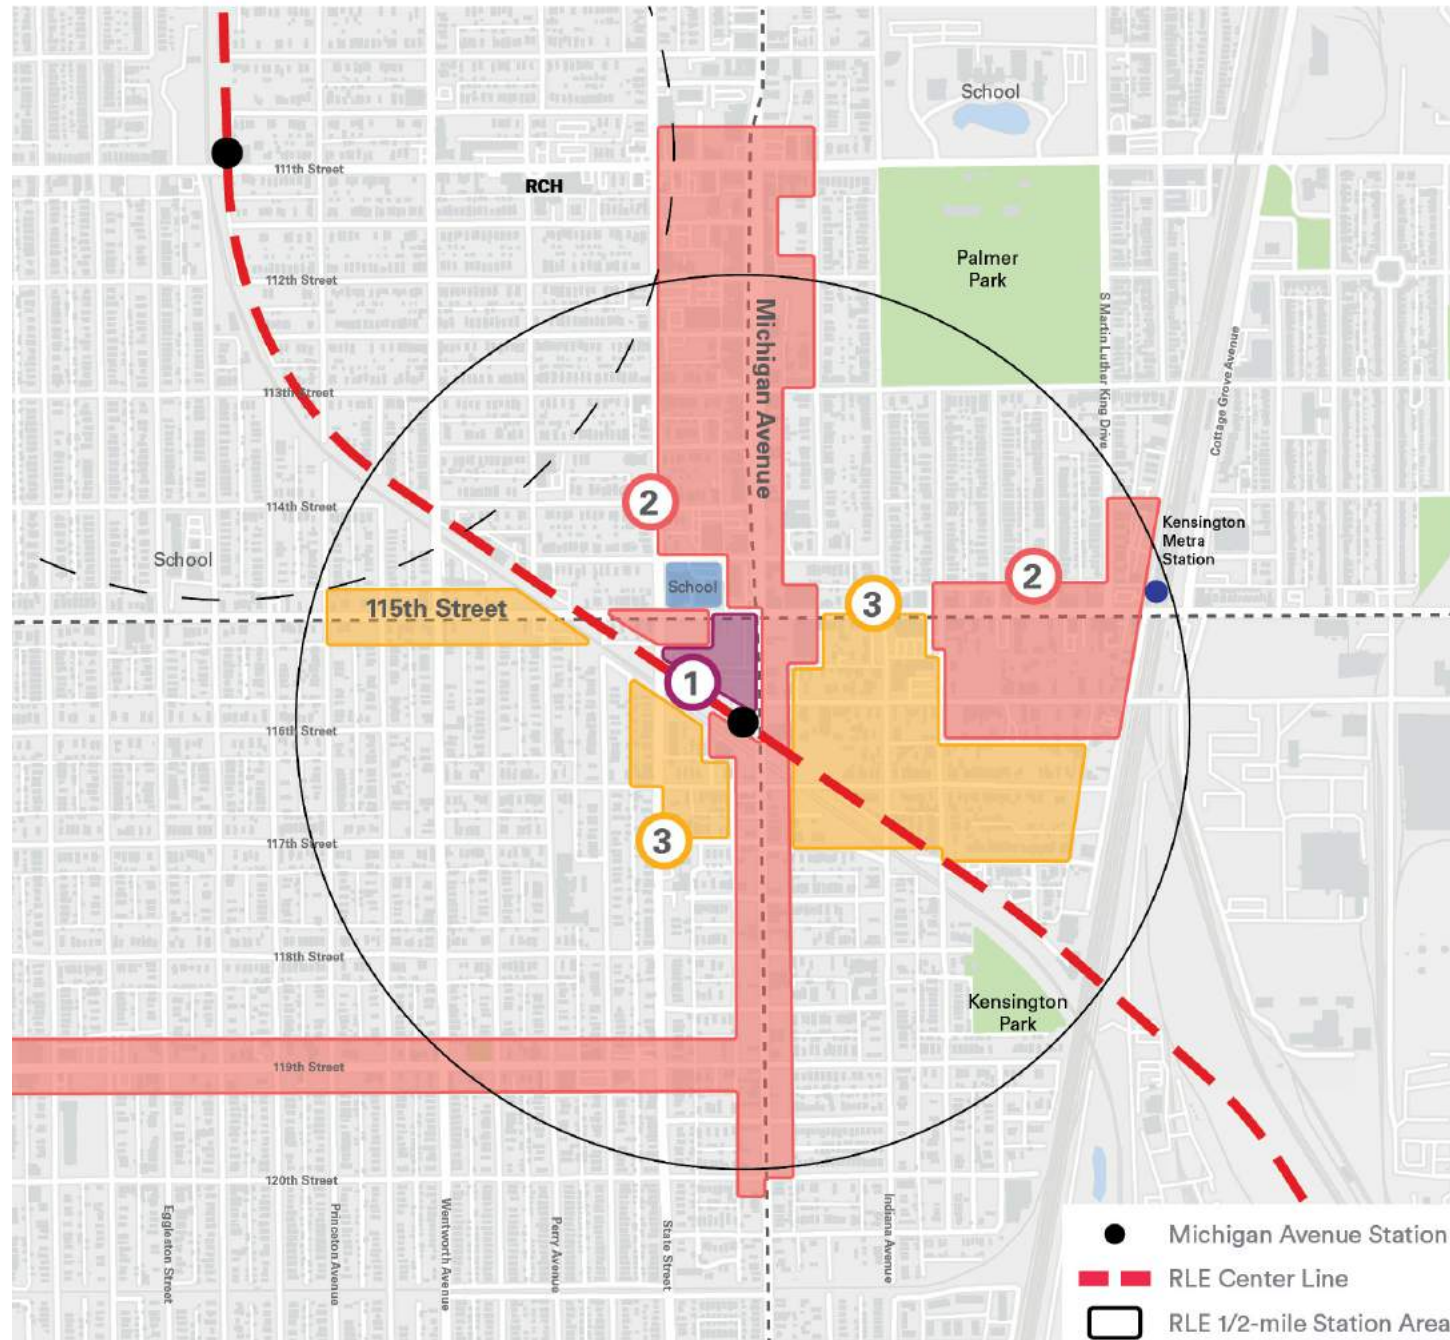 School
111th Street
RCH
Palmer
Park
112th Street
S Martin Luther King Drive
Michigan Avenue
Cottage Grove Avenue
113th Street
2
114th Street
Kensington
Metra
Station
School
School
2
3
115th Street
1
116th Street
3
117th Street
118th Street
Kensington
Park
119th Street
120th Street
Eggleston Street
Princeton Avenue
Wentworth Avenue
Perry Avenue
State Street
Indiana Avenue
Michigan Avenue Station
RLE Center Line
RLE 1/2-mile Station Area